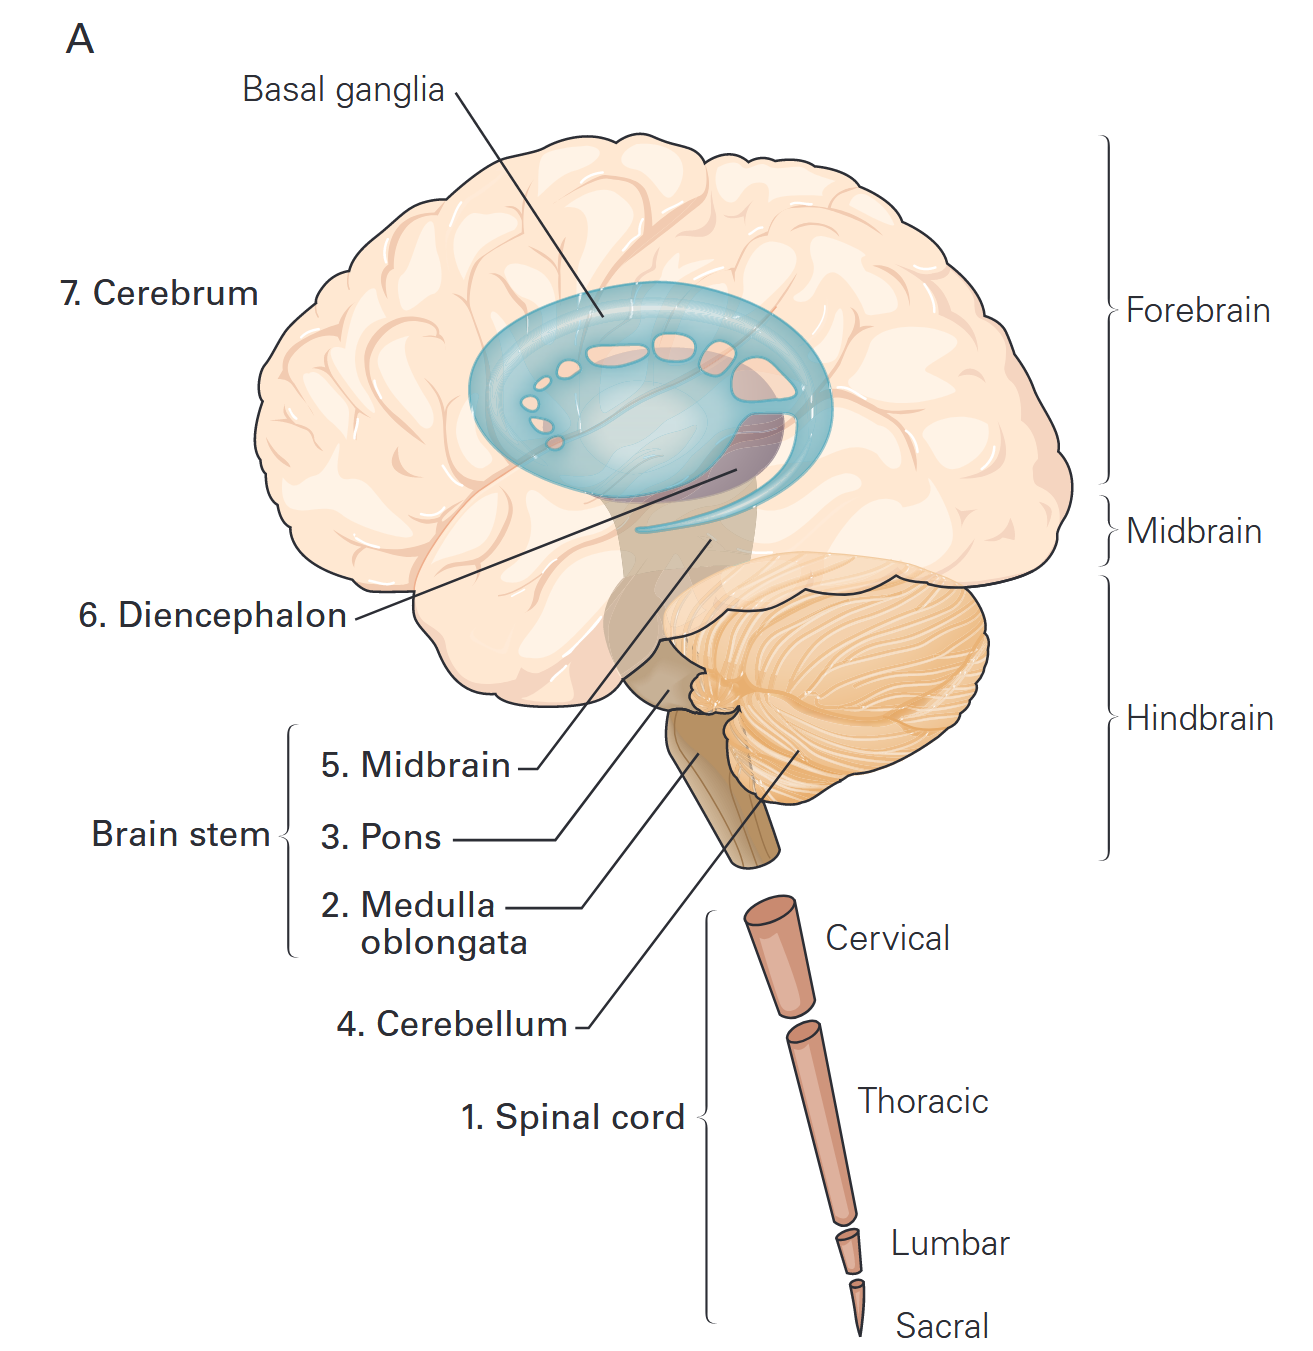 A
Basal ganglia
7. Cerebrum
Forebrain
Midbrain
6. Diencephalon
Hindbrain
5. Midbrain
Brain stem
3. Pons
2. Medulla
oblongata
Cervical
4. Cerebellum
1. Spinal cord
Thoracic
Lumbar
Sacral